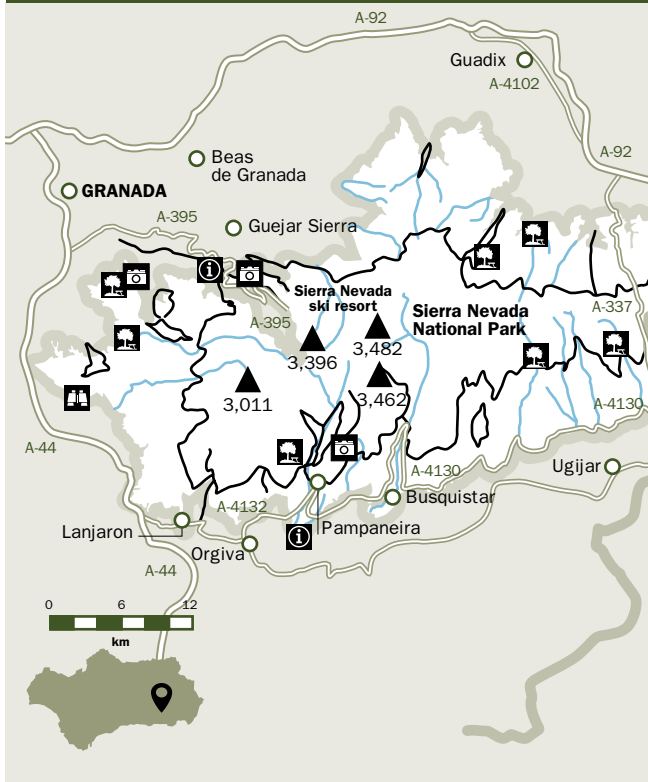 A-92
Guadix
A-4102
A-92
Beas
de Granada
GRANADA
A-395
Guejar Sierra
i
Sierra Nevada
ski resort
Sierra Nevada
National Park
A-337
A-395
3,396
3,482
3,011
3,462
A-4130
A-44
A-4130
Ugijar
A-4132
Busquistar
Lanjaron
Pampaneira
i
Orgiva
A-44
0 6 12
km